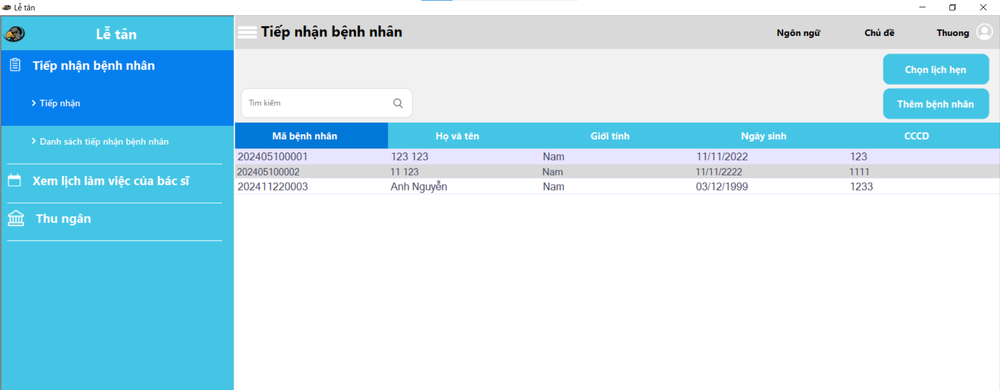 Lễ tân
Lễ tân
Tiếp nhận bệnh nhân
Tiếp nhận
Danh sách tiếp nhận bệnh nhân
Xem lịch làm việc của bác sĩ
Thu ngân
Tiếp nhận bệnh nhân
Ngôn ngữ
Chủ đề
Thuong
Chọn lịch hẹn
Tìm kiếm
Thêm bệnh nhân
Mã bệnh nhân Họ và tên Giới tính Ngày sinh CCCD
202405100001 123 123 Nam 11/11/2022 123
202405100002 11 123 Nam 11/11/2222 1111
202411220003 Anh Nguyễn Nam 03/12/1999 1233